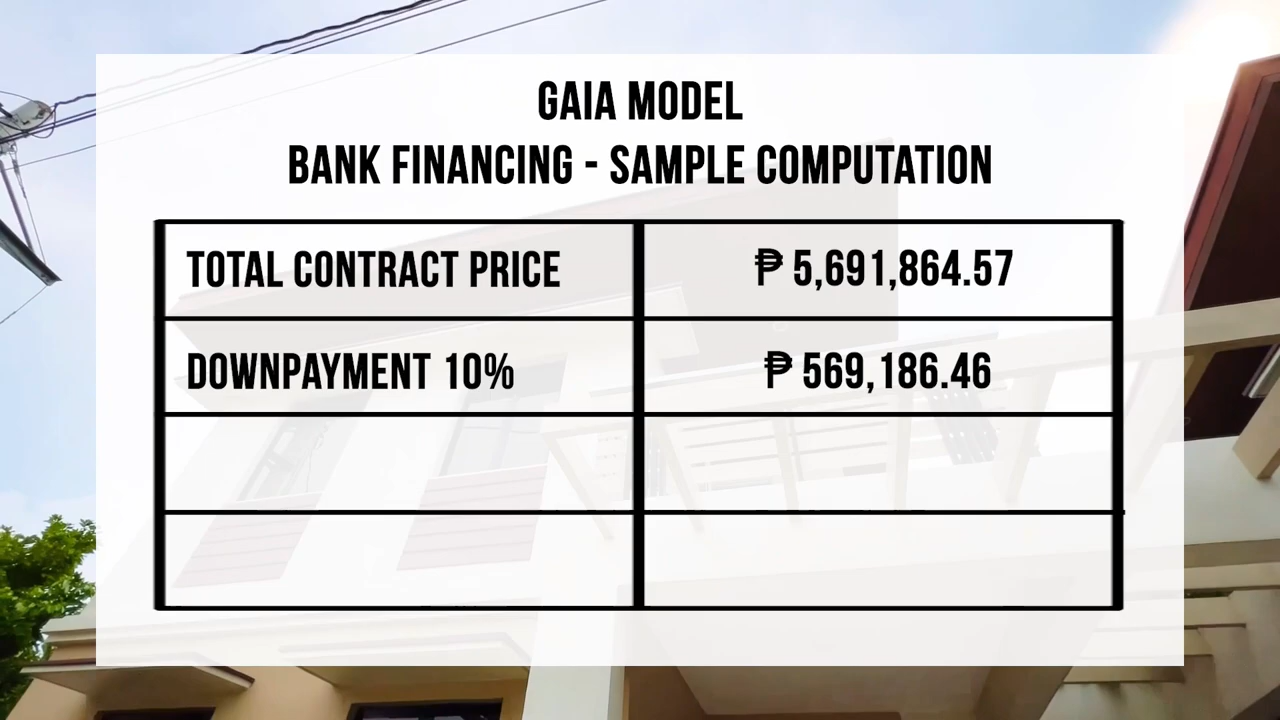 GAIA MODEL
BANK FINANCING - SAMPLE COMPUTATION
TOTAL CONTRACT PRICE ₱ 5,691,864.57
DOWNPAYMENT 10% ₱ 569,186.46